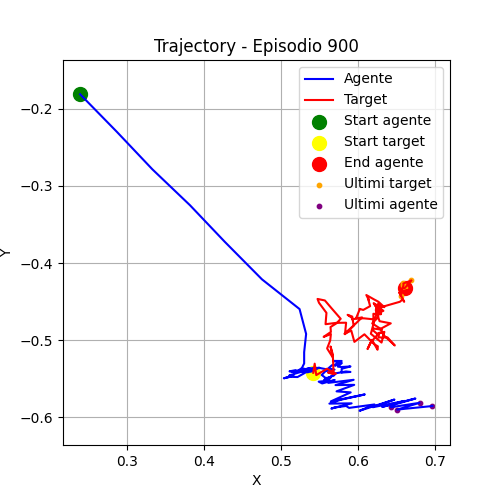 Trajectory - Episodio 900
Agente
Target
Start agente
Start target
End agente
Ultimi target
Ultimi agente
−0.2
−0.3
−0.4
−0.5
−0.6
Y
0.3 0.4 0.5 0.6 0.7
X